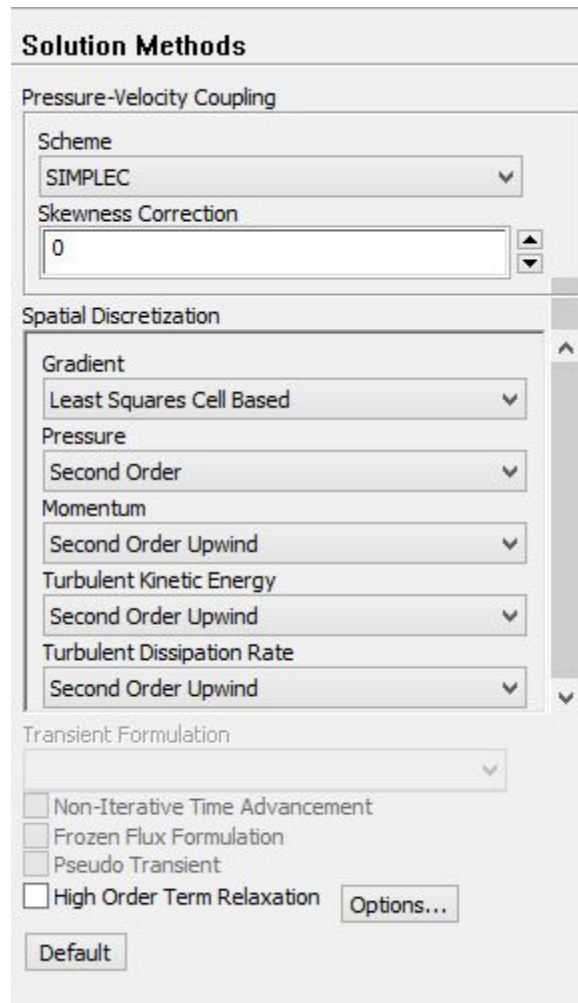 Solution Methods
Pressure-Velocity Coupling
Scheme
SIMPLEC
Skewness Correction
0
Spatial Discretization
Gradient
Least Squares Cell Based
Pressure
Second Order
Momentum
Second Order Upwind
Turbulent Kinetic Energy
Second Order Upwind
Turbulent Dissipation Rate
Second Order Upwind
Transient Formulation
Non-Iterative Time Advancement
Frozen Flux Formulation
Pseudo Transient
High Order Term Relaxation Options...
Default